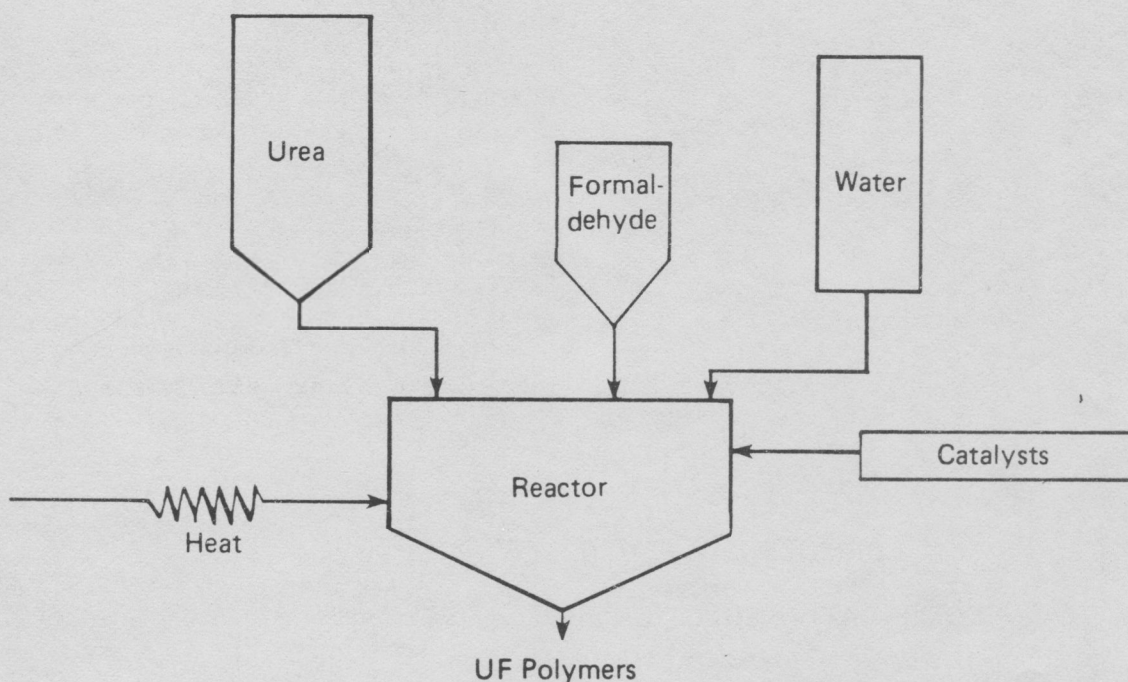 Urea
Formal-
dehyde
Water
Catalysts
Reactor
Heat
UF Polymers